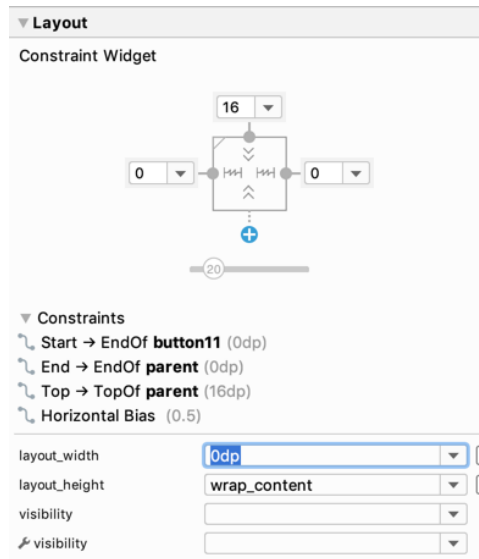 Layout
Constraint Widget
16
0 0
20
Constraints
Start → EndOf button11 (0dp)
End → EndOf parent (0dp)
Top → TopOf parent (16dp)
Horizontal Bias (0.5)
layout_width 0dp
layout_height wrap_content
visibility
visibility